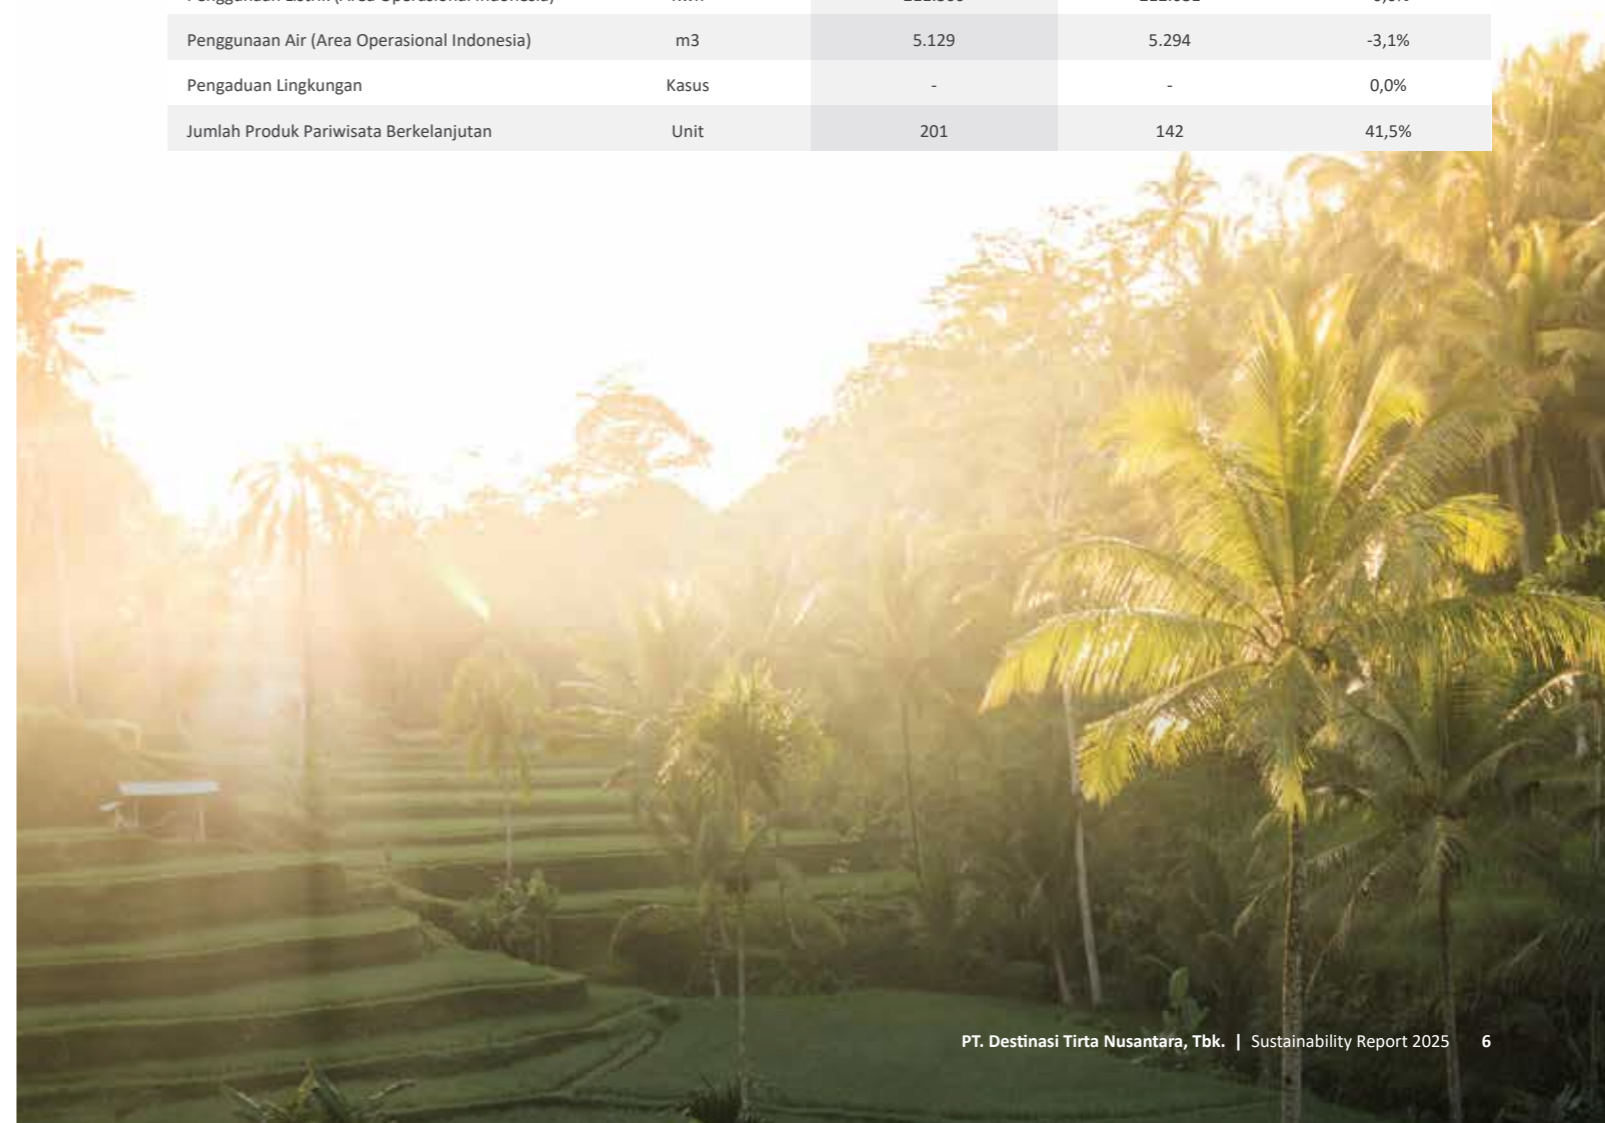 Penggunaan Air (Area Operasional Indonesia) m3 5.129 5.294 -3,1%
Pengaduan Lingkungan Kasus - - 0,0%
Jumlah Produk Pariwisata Berkelanjutan Unit 201 142 41,5%
PT. Destinasi Tirta Nusantara, Tbk. | Sustainability Report 2025 6